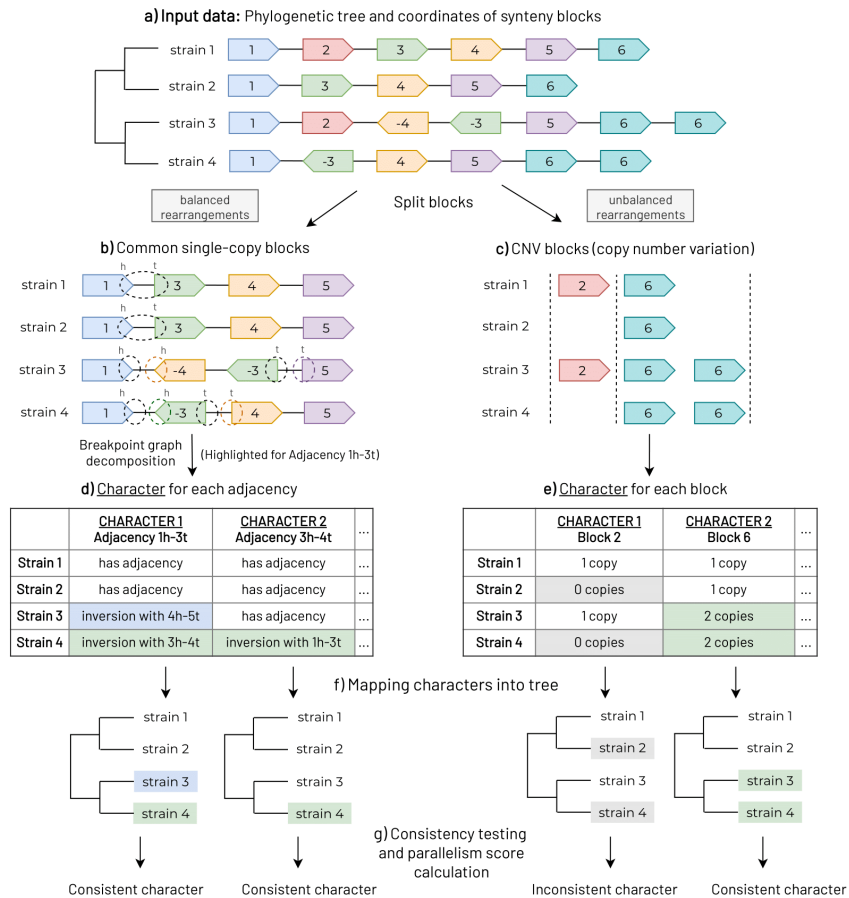 a) Input data: Phylogenetic tree and coordinates of synteny blocks
strain 1 1 2 3 4 5 6
strain 2 1 3 4 5 6
strain 3 1 2 -4 -3 5 6 6
strain 4 1 -3 4 5 6 6
balanced rearrangements
Split blocks
unbalanced rearrangements
b) Common single-copy blocks
h t
strain 1 1 3 4 5
h t
strain 2 1 3 4 5
h h t t
strain 3 1 -4 -3 5
h h t t
strain 4 1 -3 4 5
c) CNV blocks (copy number variation)
strain 1 2 6
strain 2 6
strain 3 2 6 6
strain 4 6 6
Breakpoint graph
decomposition
(Highlighted for Adjacency 1h-3t)
d) Character for each adjacency
CHARACTER 1 CHARACTER 2
Adjacency 1h-3t Adjacency 3h-4t ...
Strain 1 has adjacency has adjacency ...
Strain 2 has adjacency has adjacency ...
Strain 3 inversion with 4h-5t has adjacency ...
Strain 4 inversion with 3h-4t inversion with 1h-3t ...
e) Character for each block
CHARACTER 1 CHARACTER 2
Block 2 Block 6 ...
Strain 1 1 copy 1 copy ...
Strain 2 0 copies 1 copy ...
Strain 3 1 copy 2 copies ...
Strain 4 0 copies 2 copies ...
f) Mapping characters into tree
strain 1 strain 1 strain 1 strain 1
strain 2 strain 2 strain 2 strain 2
strain 3 strain 3 strain 3 strain 3
strain 4 strain 4 strain 4 strain 4
g) Consistency testing
and parallelism score
calculation
Consistent character Consistent character Inconsistent character Consistent character